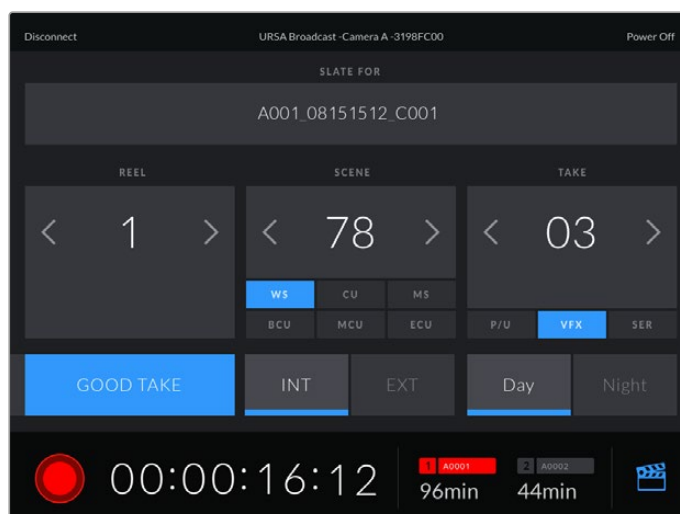 Disconnect URSA Broadcast -Camera A -3198FC00 Power Off
SLATE FOR
A001_08151512_C001
REEL SCENE TAKE
< 1 > < 78 > < 03 >
WS CU MS
BCU MCU ECU P/U VFX SER
GOOD TAKE INT EXT Day Night
1 A0001 2 A0002
00:00:16:12 96min 44min